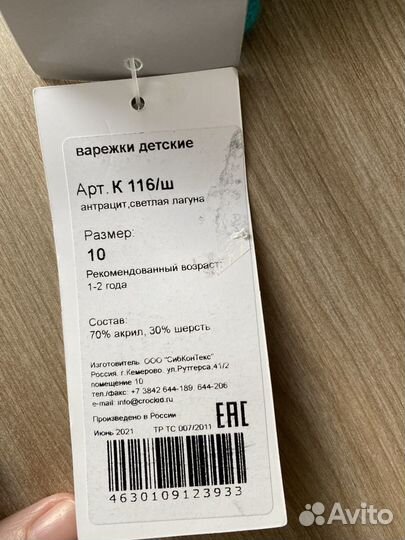 варежки детские
Арт. К 116/ш
антрацит,светлая лагуна
Размер:
10
Рекомендованный возраст:
1-2 года
Состав:
70% акрил, 30% шерсть
Изготовитель: ООО "СибКонТекс"
Россия. г.Кемерово. ул.Рутгерса,41/2
помещение 10
тел./факс: +7 3842 644-189, 644-206
e-mail: info@crockid.ru
Произведено в России
Июнь 2021 ТР ТС 007/2011
EAC
4630109123933
Avito